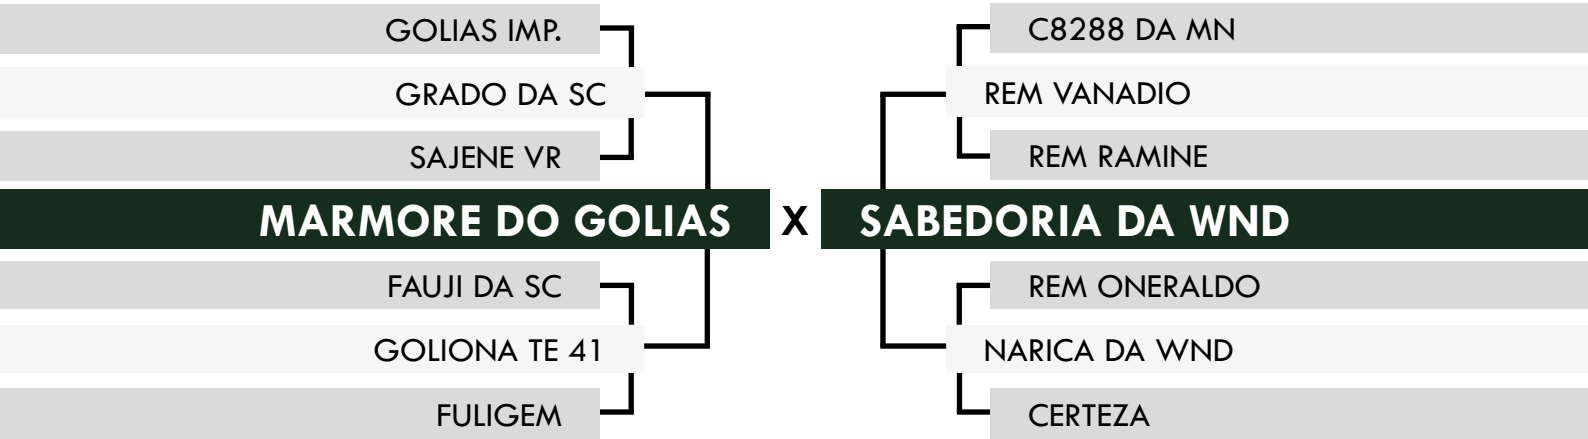 GOLIAS IMP.
GRADO DA SC
SAJENE VR
MARMORE DO GOLIAS
FAUJI DA SC
GOLIONA TE 41
FULIGEM
X
C8288 DA MN
REM VANADIO
REM RAMINE
SABEDORIA DA WND
REM ONERALDO
NARICA DA WND
CERTEZA